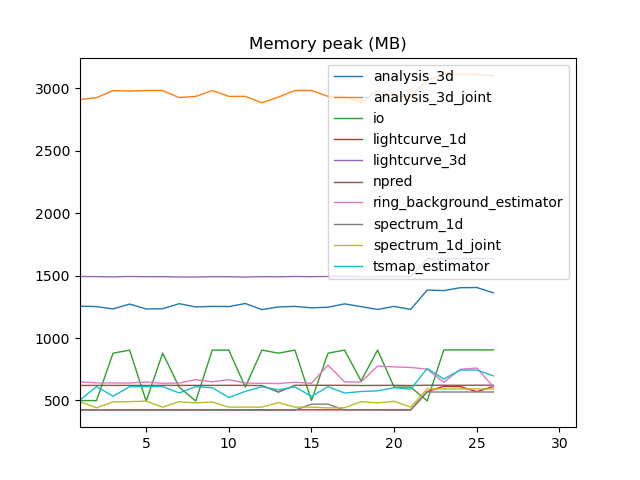 Memory peak (MB)
3000
2500
2000
1500
1000
500
analysis_3d
analysis_3d_joint
io
lightcurve_1d
lightcurve_3d
npred
ring_background_estimator
spectrum_1d
spectrum_1d_joint
tsmap_estimator
5 10 15 20 25 30